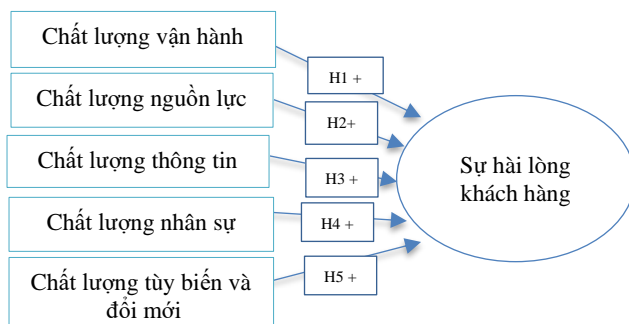 Chất lượng vận hành
H1 +
Chất lượng nguồn lực
H2+
Chất lượng thông tin
H3 +
Sự hài lòng
khách hàng
Chất lượng nhân sự
H4 +
Chất lượng tùy biến và
đổi mới
H5 +